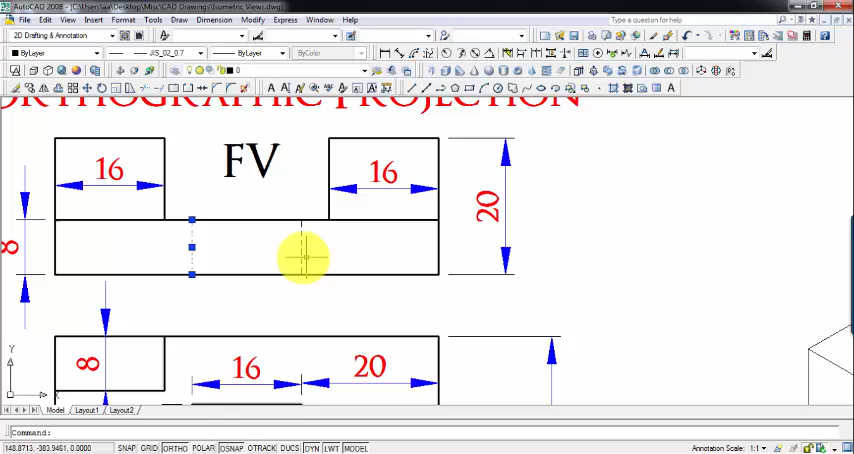 AutoCAD 2008 - [C:\Users\aa\Desktop\Misc\CAD Drawings\Isometric Views.dwg]
File Edit View Insert Format Tools Draw Dimension Modify Express Window Help
Type a question for help
2D Drafting & Annotation
ByLayer JIS_02_0.7 ByLayer ByColor
0
ORTHOGRAPHIC PROJECTION
16 FV 16
20
8
8 16 20
Y
X
Model Layout1 Layout2
Command:
148.8713, -383.9461, 0.0000 SNAP GRID ORTHO POLAR OSNAP OTRACK DUCS DYN LWT MODEL Annotation Scale: 1:1